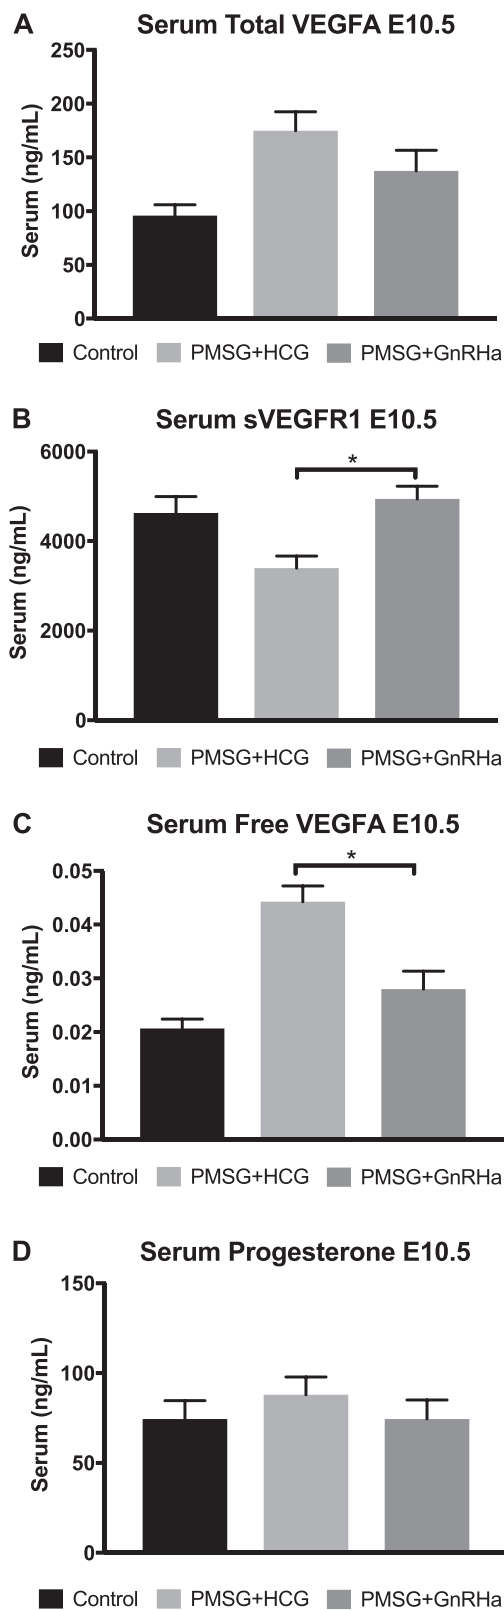 A Serum Total VEGFA E10.5
Serum (ng/mL)
250
200
150
100
50
0
Control PMSG+HCG PMSG+GnRHa
B Serum sVEGFR1 E10.5
Serum (ng/mL)
6000
4000
2000
0
*
Control PMSG+HCG PMSG+GnRHa
C Serum Free VEGFA E10.5
Serum (ng/mL)
0.05
0.04
0.03
0.02
0.01
0.00
*
Control PMSG+HCG PMSG+GnRHa
D Serum Progesterone E10.5
Serum (ng/mL)
150
100
50
0
Control PMSG+HCG PMSG+GnRHa